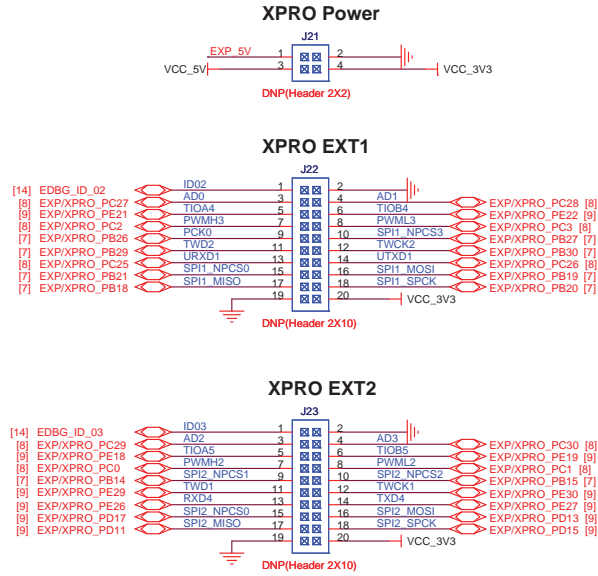 XPRO Power
J21
EXP_5V 1 2
VCC_5V 3 4 VCC_3V3
DNP(Header 2X2)
XPRO EXT1
J22
[14] EDBG_ID_02 ID02 1 2
[8] EXP/XPRO_PC27 AD0 3 4 AD1 EXP/XPRO_PC28 [8]
[9] EXP/XPRO_PE21 TIOA4 5 6 TIOB4 EXP/XPRO_PE22 [9]
[8] EXP/XPRO_PC2 PWMH3 7 8 PWML3 EXP/XPRO_PC3 [8]
[7] EXP/XPRO_PB26 PCK0 9 10 SPI1_NPCS3 EXP/XPRO_PB27 [7]
[7] EXP/XPRO_PB29 TWD2 11 12 TWCK2 EXP/XPRO_PB30 [7]
[8] EXP/XPRO_PC25 URXD1 13 14 UTXD1 EXP/XPRO_PC26 [8]
[7] EXP/XPRO_PB21 SPI1_NPCS0 15 16 SPI1_MOSI EXP/XPRO_PB19 [7]
[7] EXP/XPRO_PB18 SPI1_MISO 17 18 SPI1_SPCK EXP/XPRO_PB20 [7]
19 20 VCC_3V3
DNP(Header 2X10)
XPRO EXT2
J23
[14] EDBG_ID_03 ID03 1 2
[8] EXP/XPRO_PC29 AD2 3 4 AD3 EXP/XPRO_PC30 [8]
[9] EXP/XPRO_PE18 TIOA5 5 6 TIOB5 EXP/XPRO_PE19 [9]
[8] EXP/XPRO_PC0 PWMH2 7 8 PWML2 EXP/XPRO_PC1 [8]
[7] EXP/XPRO_PB14 SPI2_NPCS1 9 10 SPI2_NPCS2 EXP/XPRO_PB15 [7]
[9] EXP/XPRO_PE29 TWD1 11 12 TWCK1 EXP/XPRO_PE30 [9]
[9] EXP/XPRO_PE26 RXD4 13 14 TXD4 EXP/XPRO_PE27 [9]
[9] EXP/XPRO_PD17 SPI2_NPCS0 15 16 SPI2_MOSI EXP/XPRO_PD13 [9]
[9] EXP/XPRO_PD11 SPI2_MISO 17 18 SPI2_SPCK EXP/XPRO_PD15 [9]
19 20 VCC_3V3
DNP(Header 2X10)